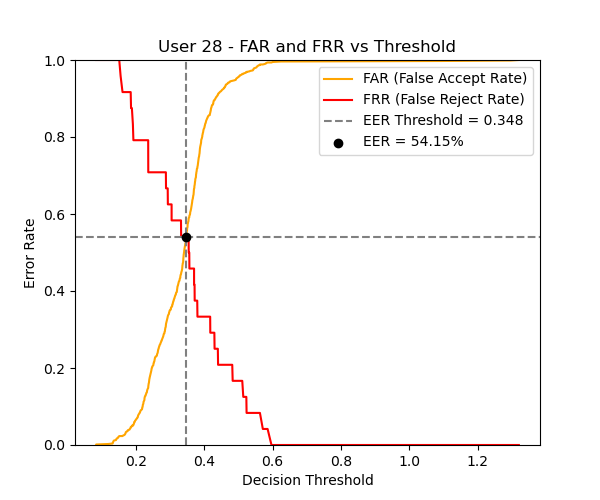 User 28 - FAR and FRR vs Threshold
1.0
0.8
0.6
0.4
0.2
0.0
Error Rate
FAR (False Accept Rate)
FRR (False Reject Rate)
EER Threshold = 0.348
EER = 54.15%
0.2 0.4 0.6 0.8 1.0 1.2
Decision Threshold